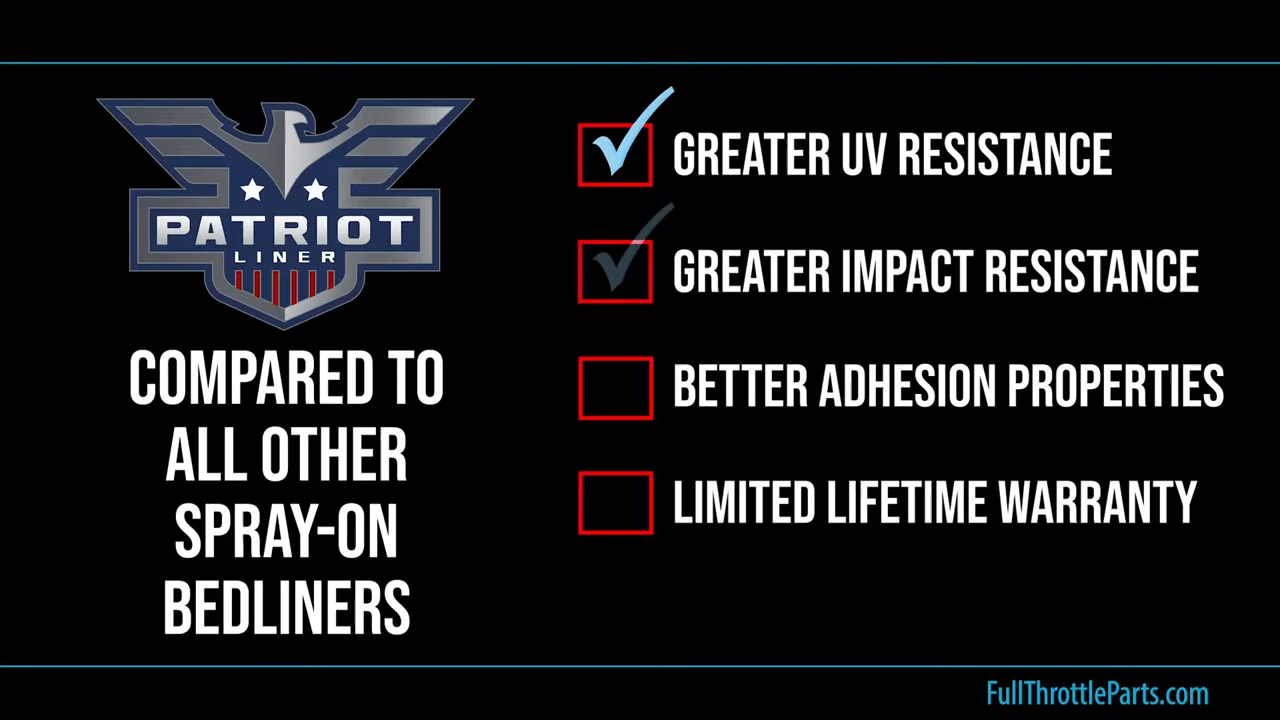 PATRIOT
LINER
COMPARED TO
ALL OTHER
SPRAY-ON
BEDLINERS
GREATER UV RESISTANCE
GREATER IMPACT RESISTANCE
BETTER ADHESION PROPERTIES
LIMITED LIFETIME WARRANTY
FullThrottleParts.com